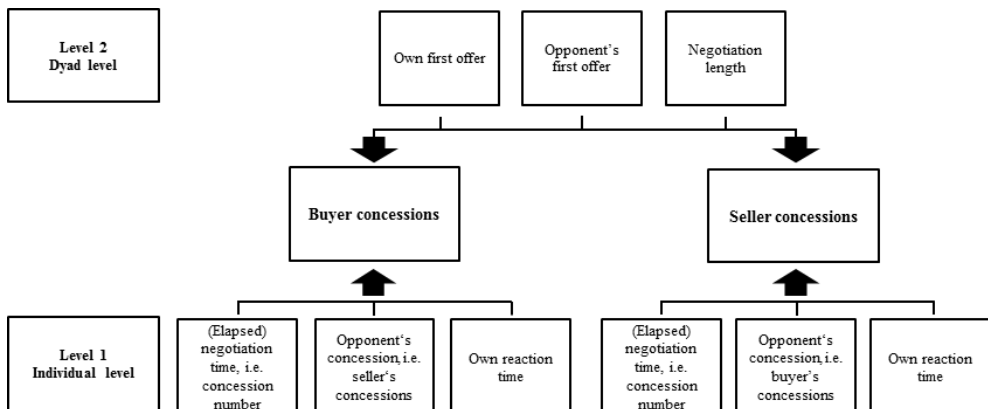 Level 2
Dyad level
Own first offer
Opponent's
first offer
Negotiation
length
Buyer concessions
Seller concessions
Level 1
Individual level
(Elapsed)
negotiation
time, i.e.
concession
number
Opponent‘s
concession, i.e.
seller‘s
concessions
Own reaction
time
(Elapsed)
negotiation
time, i.e.
concession
number
Opponent‘s
concession, i.e.
buyer’s
concessions
Own reaction
time